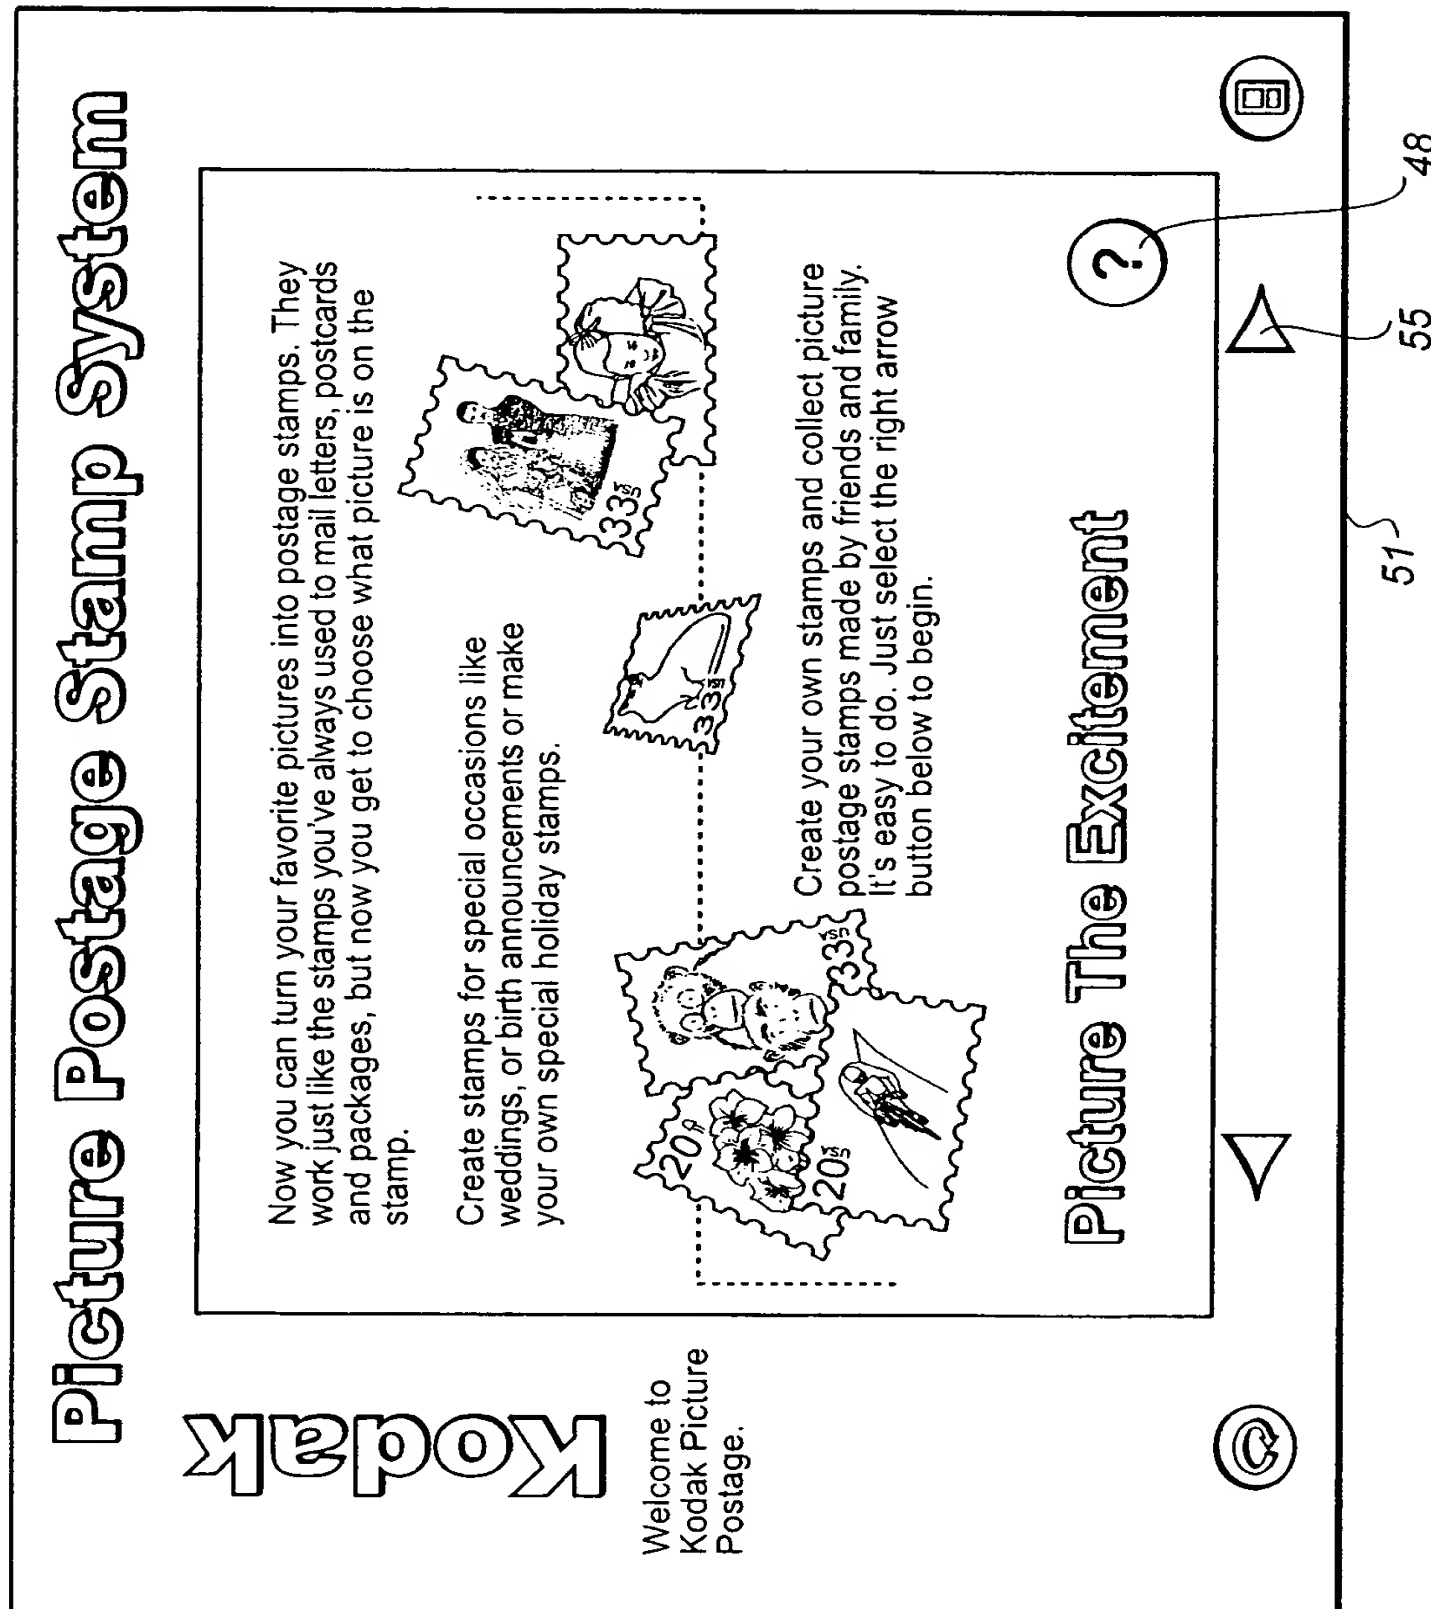 Picture Postage Stamp System
Kodak
Welcome to
Kodak Picture
Postage.
Now you can turn your favorite pictures into postage stamps. They
work just like the stamps you've always used to mail letters, postcards
and packages, but now you get to choose what picture is on the
stamp.
Create stamps for special occasions like
weddings, or birth announcements or make
your own special holiday stamps.
33
33
20
33
20
Create your own stamps and collect picture
postage stamps made by friends and family.
It's easy to do. Just select the right arrow
button below to begin.
Picture The Excitement
?
48
55
51